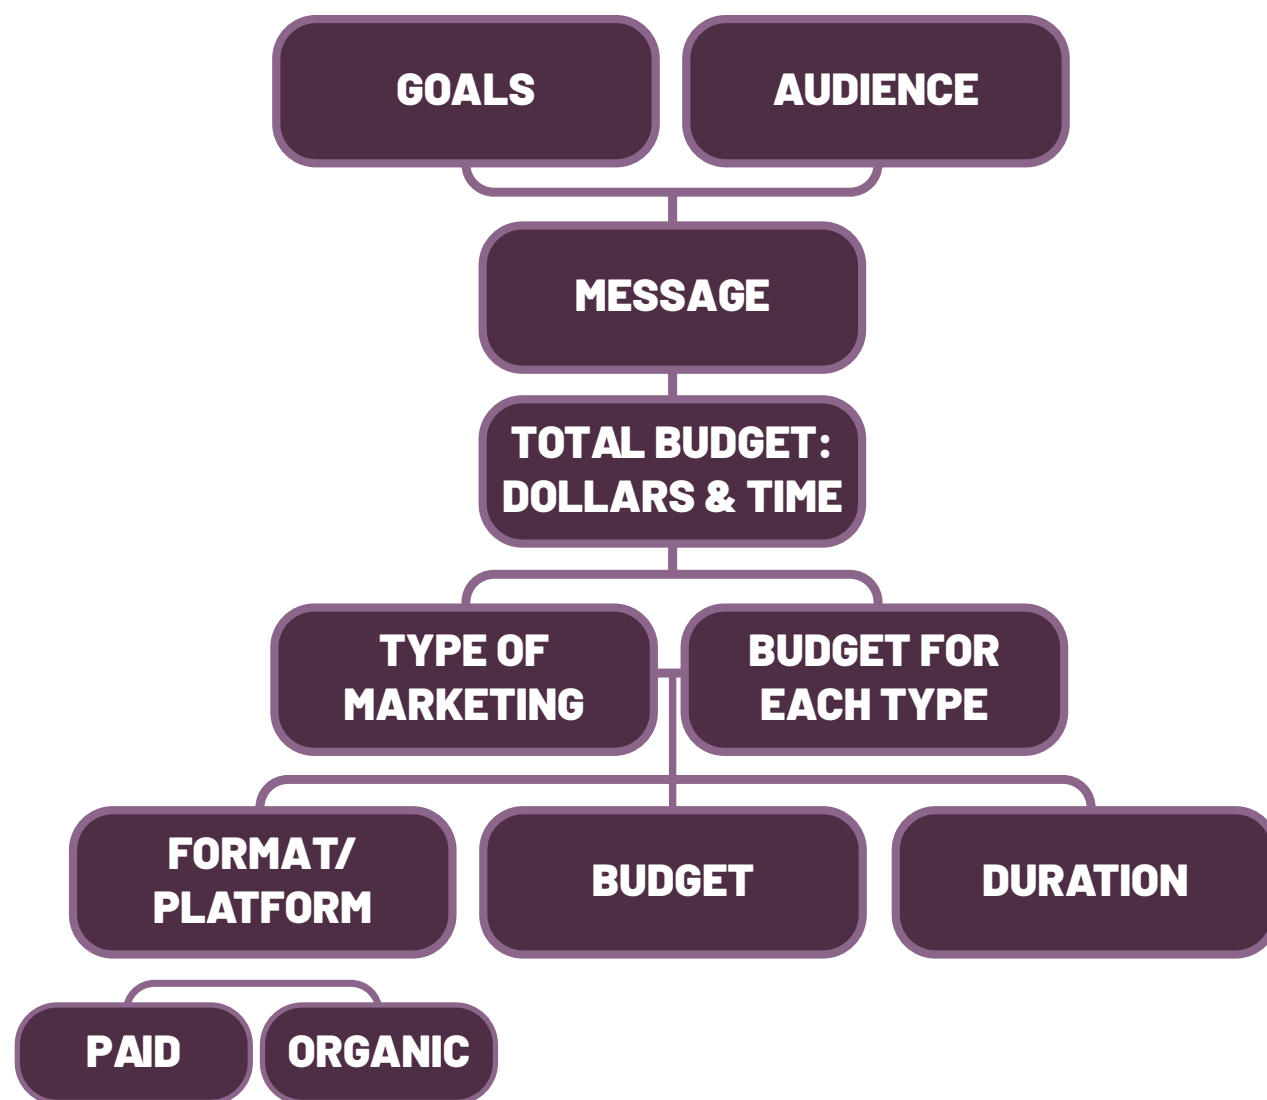 GOALS
AUDIENCE
MESSAGE
TOTAL BUDGET:
DOLLARS & TIME
TYPE OF
MARKETING
BUDGET FOR
EACH TYPE
FORMAT/
PLATFORM
BUDGET
DURATION
PAID
ORGANIC